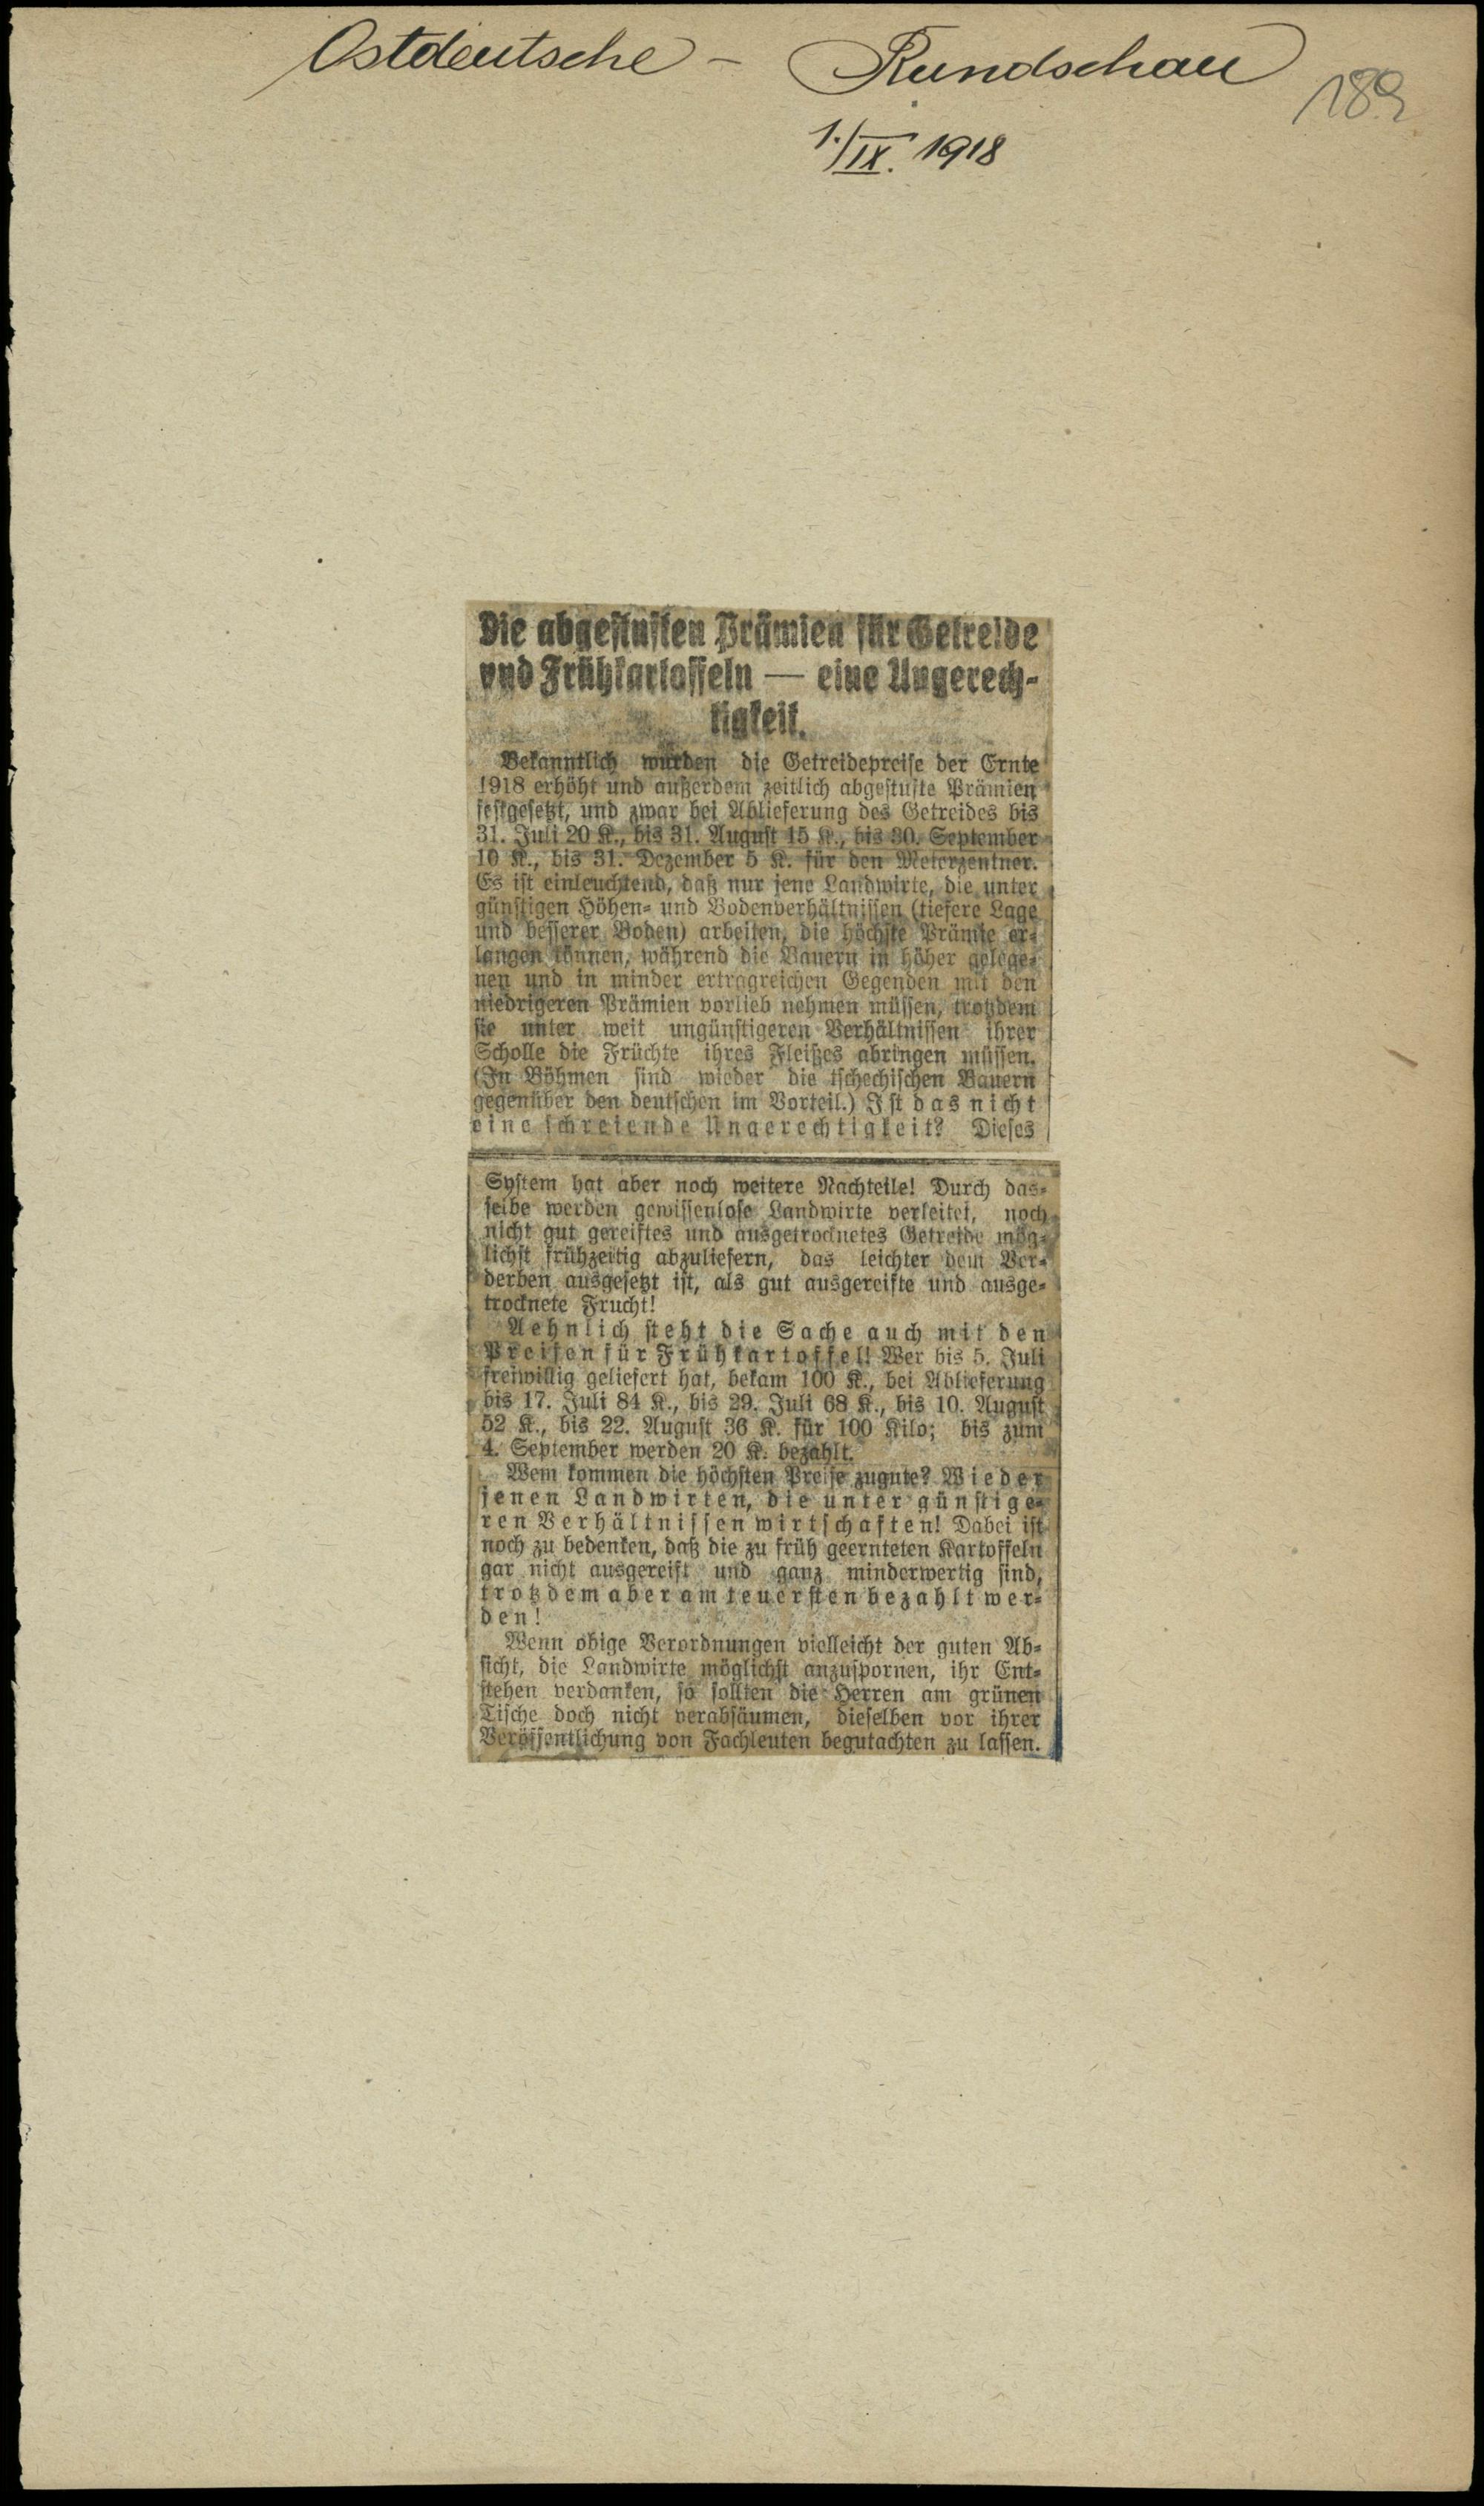 Ostdeutsche - Rundschau
189
1./IX. 1918
Die abgestuften Prämien für Getreide
und Frühkartoffeln — eine Ungerech-
tigkeit.
Bekanntlich wurden die Getreidepreise der Ernte
1918 erhöht und außerdem zeitlich abgestufte Prämien
festgesetzt, und zwar bei Ablieferung des Getreides bis
31. Juli 20 K., bis 31. August 15 K., bis 30. September
10 K., bis 31. Dezember 5 K. für den Meterzentner.
Es ist einleuchtend, daß nur jene Landwirte, die unter
günstigen Höhen- und Bodenverhältnissen (tiefere Lage
und besserer Boden) arbeiten, die höchste Prämie er-
langen können, während die Bauern in höher gelege-
nen und in minder ertragreichen Gegenden mit den
niedrigeren Prämien vorlieb nehmen müssen, trotzdem
sie unter weit ungünstigeren Verhältnissen ihrer
Scholle die Früchte ihres Fleißes abringen müssen.
(In Böhmen sind wieder die tschechischen Bauern
gegenüber den deutschen im Vorteil.) Ist das nicht
eine schreiende Ungerechtigkeit? Dieses
System hat aber noch weitere Nachteile! Durch das-
selbe werden gewissenlose Landwirte verleitet, noch
nicht gut gereiftes und ausgetrocknetes Getreide mög-
lichst frühzeitig abzuliefern, das leichter dem Ver-
derben ausgesetzt ist, als gut ausgereifte und ausge-
trocknete Frucht!
Aehnlich steht die Sache auch mit den
Preisen für Frühkartoffel! Wer bis 5. Juli
freiwillig geliefert hat, bekam 100 K., bei Ablieferung
bis 17. Juli 84 K., bis 29. Juli 68 K., bis 10. August
52 K., bis 22. August 36 K. für 100 Kilo; bis zum
4. September werden 20 K. bezahlt.
Wem kommen die höchsten Preise zugute? Wieder
jenen Landwirten, die unter günstige-
ren Verhältnissen wirtschaften! Dabei ist
noch zu bedenken, daß die zu früh geernteten Kartoffeln
gar nicht ausgereift und ganz minderwertig sind,
trotzdem aber am teuersten bezahlt wer-
den!
Wenn obige Verordnungen vielleicht der guten Ab-
sicht, die Landwirte möglichst anzuspornen, ihr Ent-
stehen verdanken, so sollten die Herren am grünen
Tische doch nicht verabsäumen, dieselben vor ihrer
Veröffentlichung von Fachleuten begutachten zu lassen.